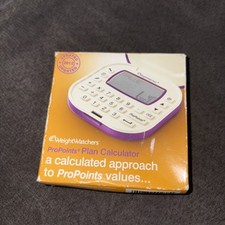 WeightWatchers
ProPoints® Plan Calculator
a calculated approach
to ProPoints values...